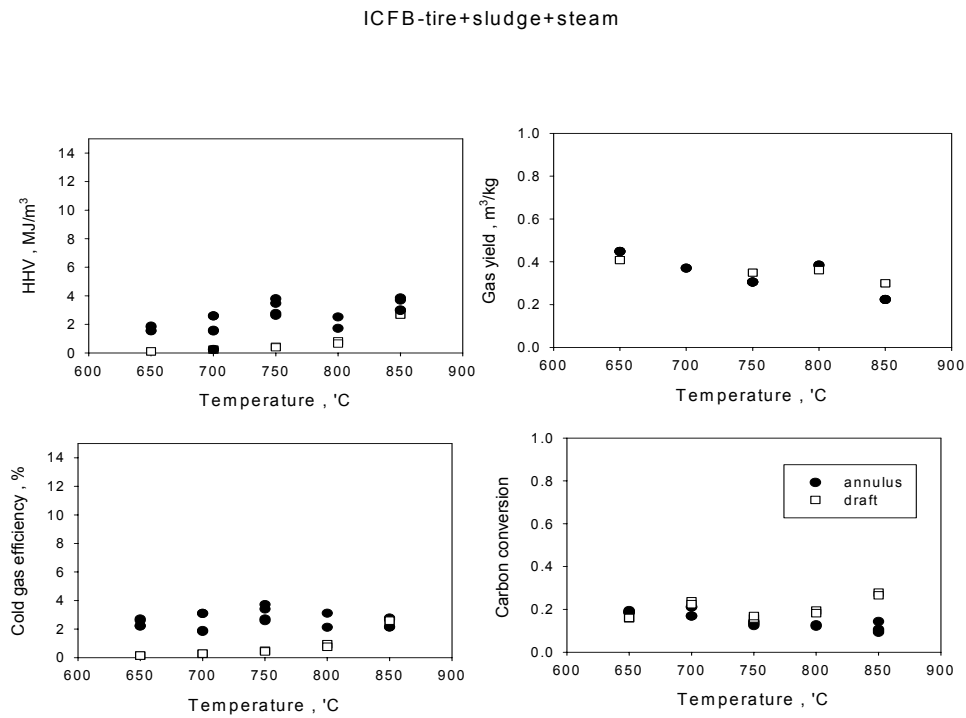 ICFB-tire+sludge+steam
HHV , MJ/m³
14
12
10
8
6
4
2
0
600 650 700 750 800 850 900
Temperature , 'C
Gas yield , m³/kg
1.0
0.8
0.6
0.4
0.2
0.0
600 650 700 750 800 850 900
Temperature , 'C
Cold gas efficiency , %
14
12
10
8
6
4
2
0
600 650 700 750 800 850 900
Temperature , 'C
Carbon conversion
1.0
0.8
0.6
0.4
0.2
0.0
600 650 700 750 800 850 900
Temperature , 'C
annulus
draft